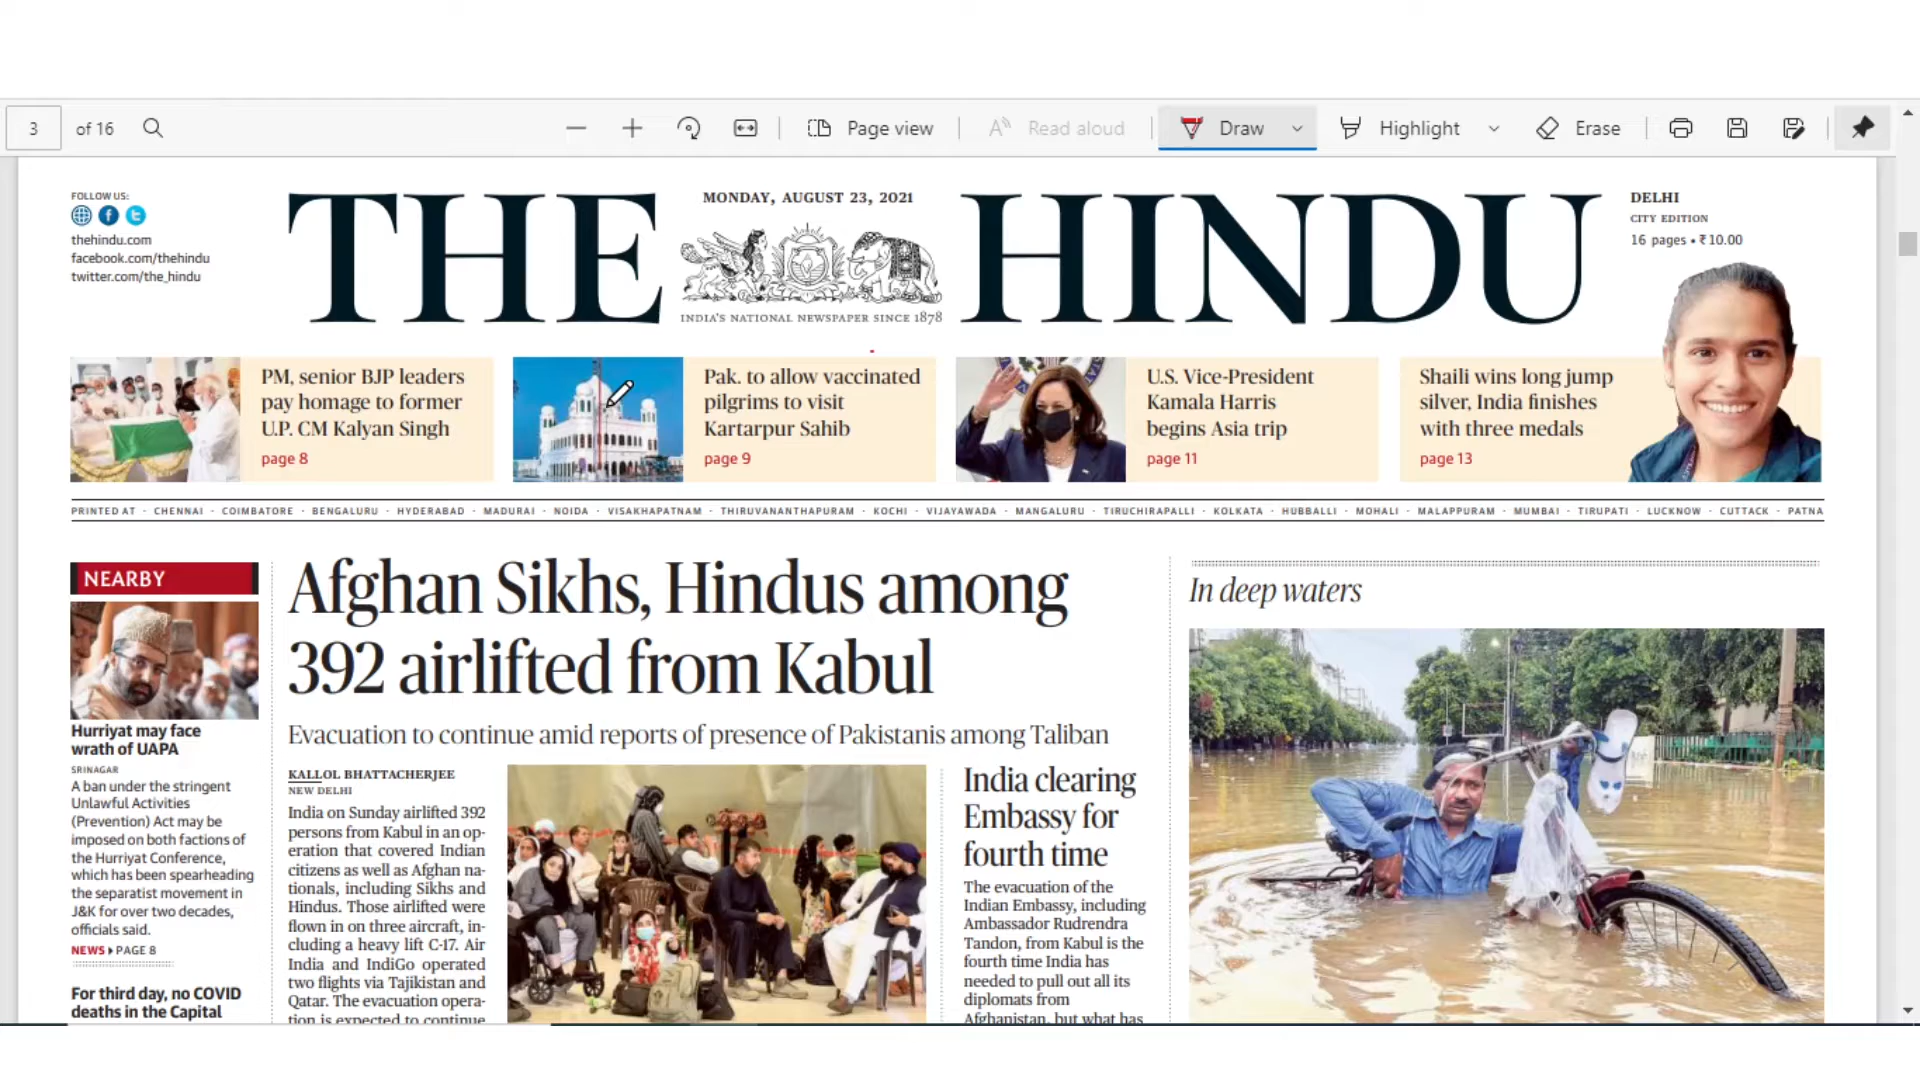 3 of 16 Page view Read aloud Draw Highlight Erase
FOLLOW US:
thehindu.com
facebook.com/thehindu
twitter.com/the_hindu
THE HINDU
MONDAY, AUGUST 23, 2021
INDIA'S NATIONAL NEWSPAPER SINCE 1878
DELHI
CITY EDITION
16 pages • ₹10.00
PM, senior BJP leaders
pay homage to former
U.P. CM Kalyan Singh
page 8
Pak. to allow vaccinated
pilgrims to visit
Kartarpur Sahib
page 9
U.S. Vice-President
Kamala Harris
begins Asia trip
page 11
Shaili wins long jump
silver, India finishes
with three medals
page 13
PRINTED AT · CHENNAI · COIMBATORE · BENGALURU · HYDERABAD · MADURAI · NOIDA · VISAKHAPATNAM · THIRUVANANTHAPURAM · KOCHI · VIJAYAWADA · MANGALURU · TIRUCHIRAPALLI · KOLKATA · HUBBALLI · MOHALI · MALAPPURAM · MUMBAI · TIRUPATI · LUCKNOW · CUTTACK · PATNA
NEARBY
Hurriyat may face
wrath of UAPA
SRINAGAR
A ban under the stringent
Unlawful Activities
(Prevention) Act may be
imposed on both factions of
the Hurriyat Conference,
which has been spearheading
the separatist movement in
J&K for over two decades,
officials said.
NEWS PAGE 8
For third day, no COVID
deaths in the Capital
Afghan Sikhs, Hindus among
392 airlifted from Kabul
Evacuation to continue amid reports of presence of Pakistanis among Taliban
KALLOL BHATTACHERJEE
NEW DELHI
India on Sunday airlifted 392
persons from Kabul in an op-
eration that covered Indian
citizens as well as Afghan na-
tionals, including Sikhs and
Hindus. Those airlifted were
flown in on three aircraft, in-
cluding a heavy lift C-17. Air
India and IndiGo operated
two flights via Tajikistan and
Qatar. The evacuation opera-
tion is expected to continue
India clearing
Embassy for
fourth time
The evacuation of the
Indian Embassy, including
Ambassador Rudrendra
Tandon, from Kabul is the
fourth time India has
needed to pull out all its
diplomats from
Afghanistan, but what has
In deep waters